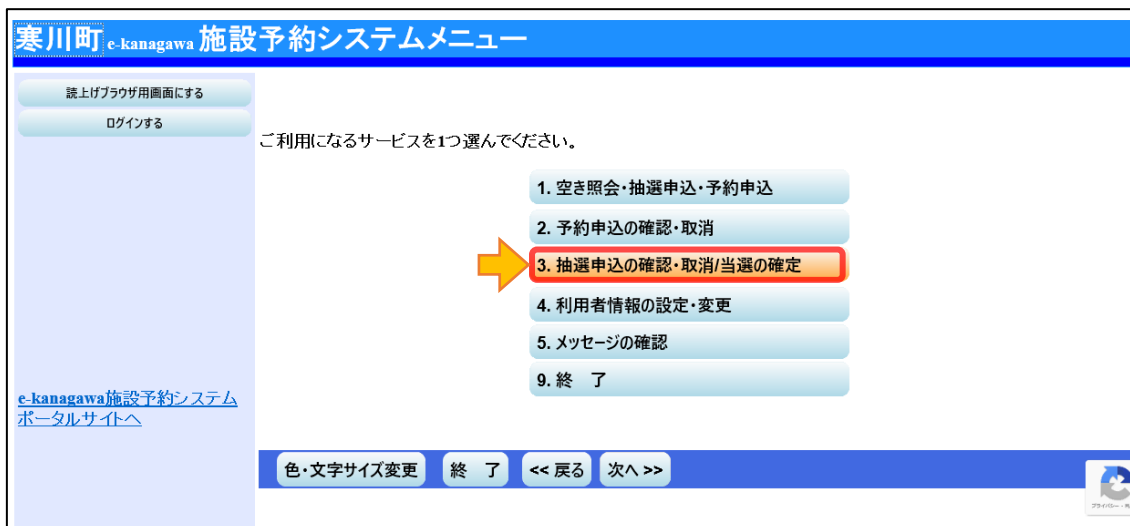 寒川町 e-kanagawa 施設予約システムメニュー
読上げブラウザ用画面にする
ログインする
ご利用になるサービスを1つ選んでください。
1. 空き照会・抽選申込・予約申込
2. 予約申込の確認・取消
3. 抽選申込の確認・取消/当選の確定
4. 利用者情報の設定・変更
5. メッセージの確認
9. 終　了
e-kanagawa施設予約システム
ポータルサイトへ
色・文字サイズ変更 終　了 << 戻る 次へ >>
プライバシー